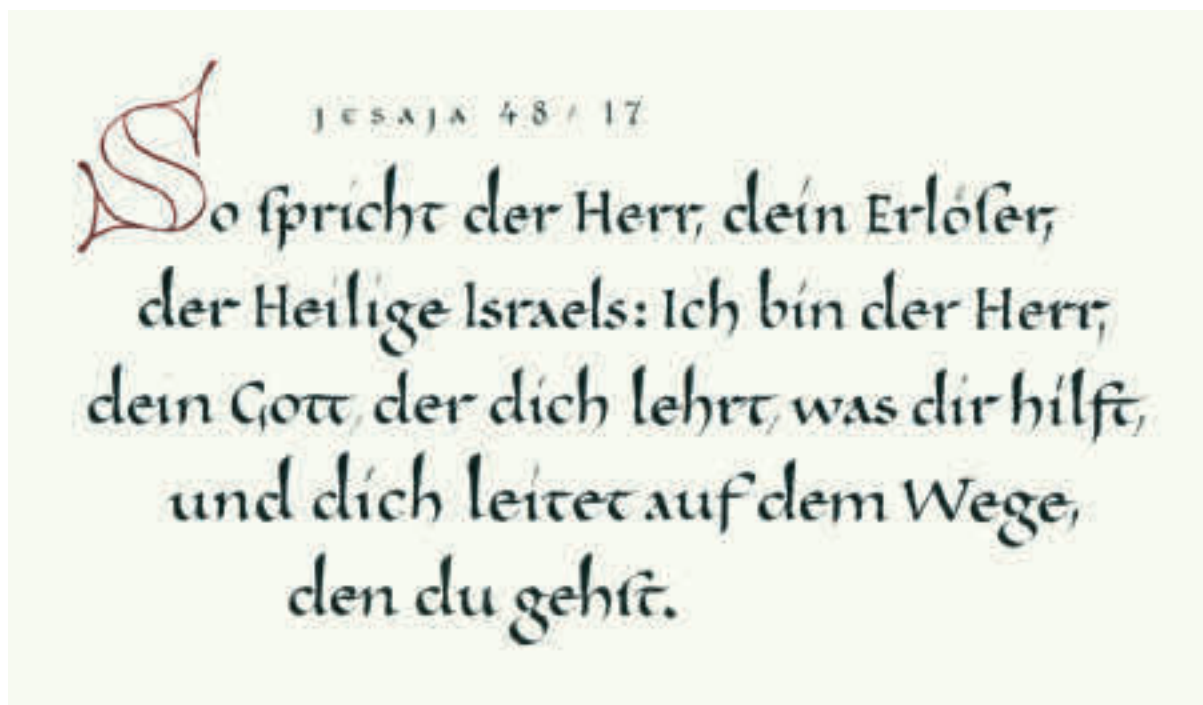 JESAJA 48/17
So ſpricht der Herr, dein Erlöſer,
der Heilige Israels: Ich bin der Herr,
dein Gott, der dich lehrt, was dir hilft,
und dich leitet auf dem Wege,
den du gehſt.